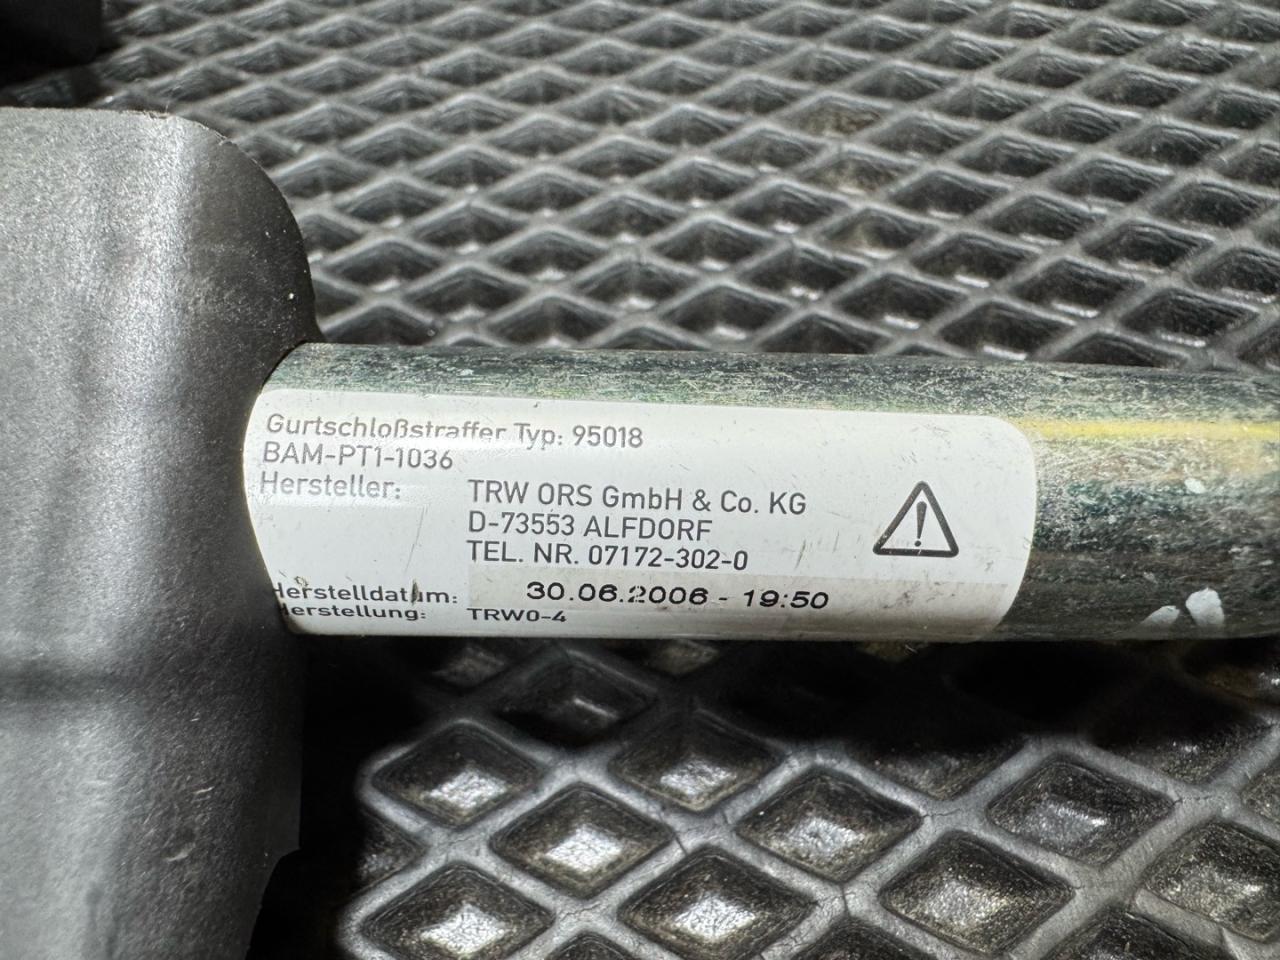 Gurtschloßstraffer Typ: 95018
BAM-PT1-1036
Hersteller: TRW ORS GmbH & Co. KG
D-73553 ALFDORF
TEL. NR. 07172-302-0
Herstelldatum: 30.06.2006 - 19:50
Herstellung: TRW0-4